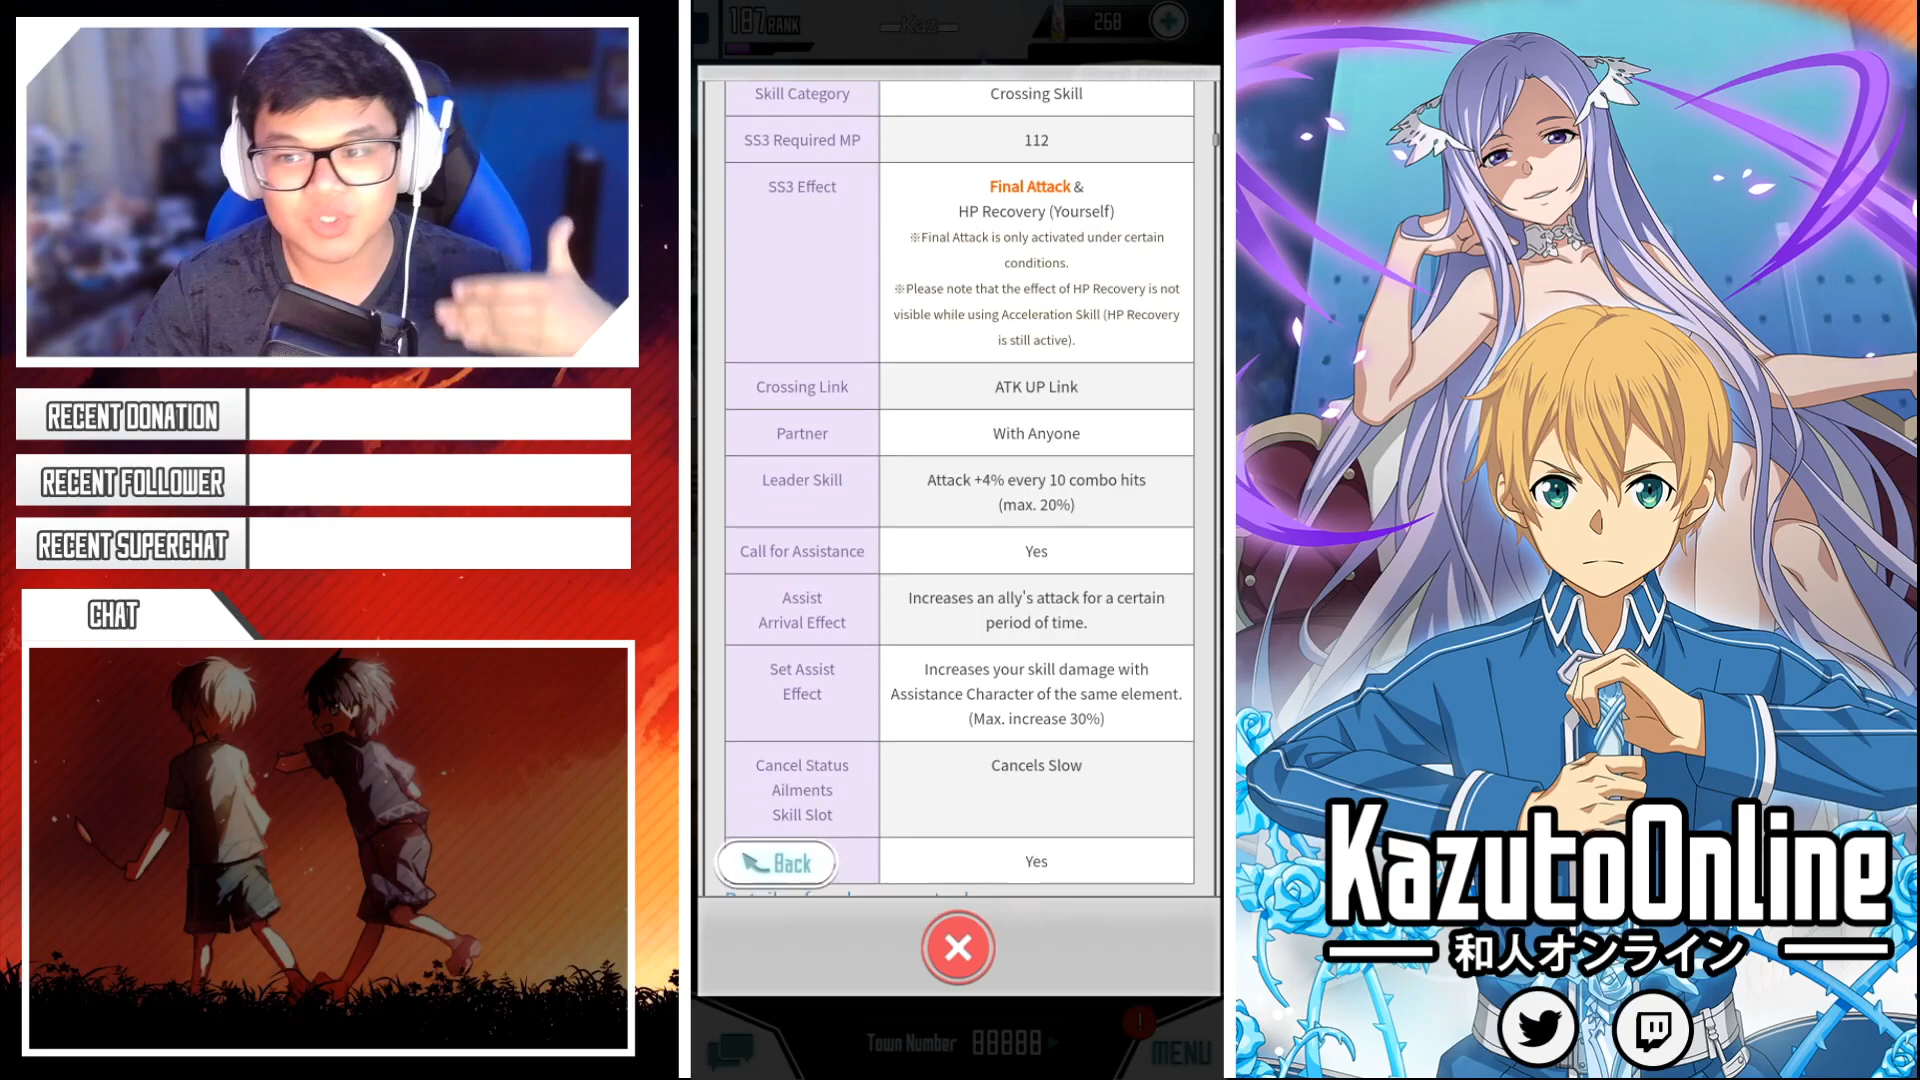 RECENT DONATION
RECENT FOLLOWER
RECENT SUPERCHAT
CHAT
187 RANK
Kaz
268
Skill Category
Crossing Skill
SS3 Required MP
112
SS3 Effect
Final Attack &
HP Recovery (Yourself)
※Final Attack is only activated under certain
conditions.
※Please note that the effect of HP Recovery is not
visible while using Acceleration Skill (HP Recovery
is still active).
Crossing Link
ATK UP Link
Partner
With Anyone
Leader Skill
Attack +4% every 10 combo hits
(max. 20%)
Call for Assistance
Yes
Assist
Arrival Effect
Increases an ally's attack for a certain
period of time.
Set Assist
Effect
Increases your skill damage with
Assistance Character of the same element.
(Max. increase 30%)
Cancel Status
Ailments
Skill Slot
Cancels Slow
Back
Yes
Town Number 88888
MENU
KazutoOnline
和人オンライン